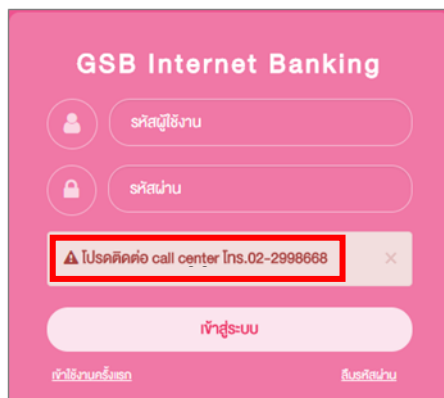 GSB Internet Banking
รหัสผู้ใช้งาน
รหัสผ่าน
โปรดติดต่อ call center โทร.02-2998668
เข้าสู่ระบบ
เข้าใช้งานครั้งแรก
ลืมรหัสผ่าน